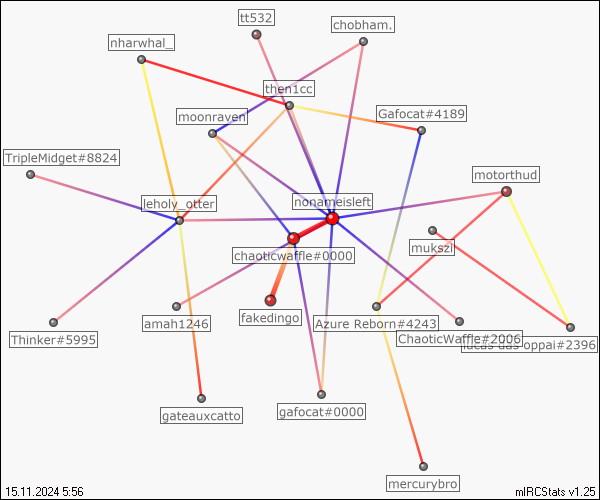 tt532
chobham.
nharwhal_
then1cc
moonraven
Gafocat#4189
TripleMidget#8824
motorthud
leholy_otter
nonameisleft
mukszi
chaoticwaffle#0000
Thinker#5995
amah1246
fakedingo
Azure Reborn#4243
ChaoticWaffle#2006
lucas das oppai#2396
gateauxcatto
gafocat#0000
mercurybro
15.11.2024 5:56
mIRCStats v1.25